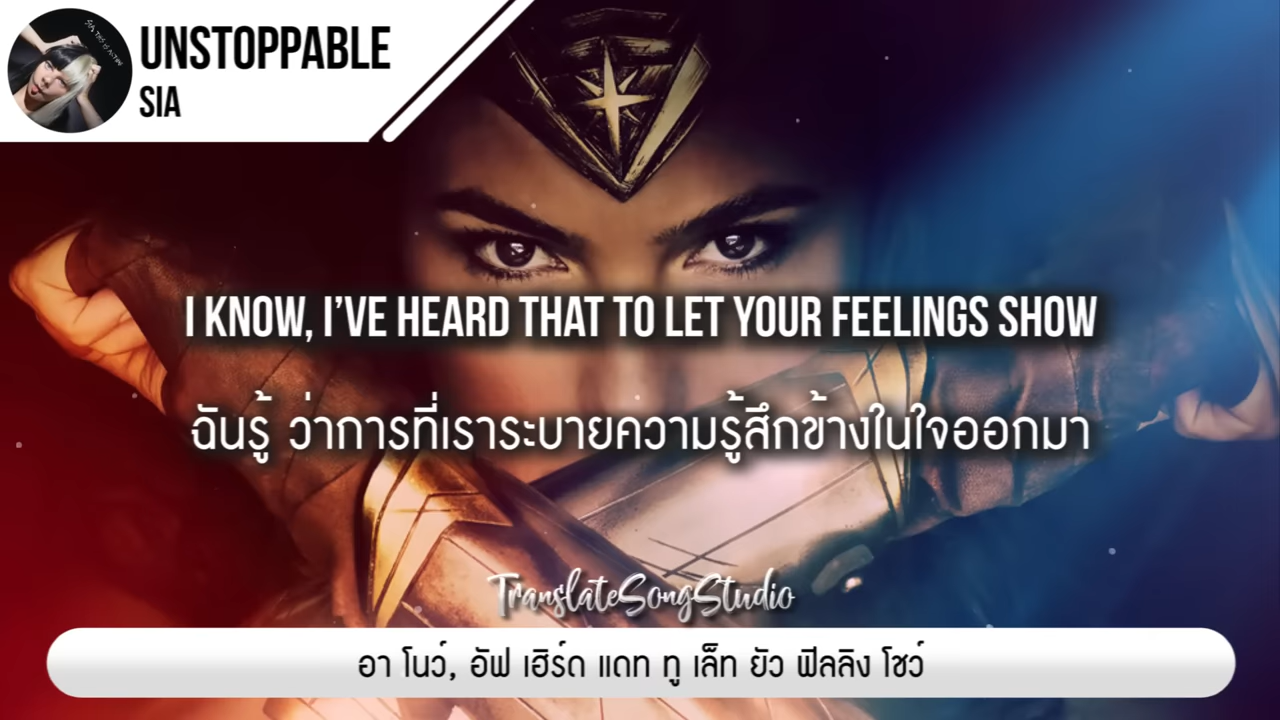 UNSTOPPABLE
SIA
I KNOW, I'VE HEARD THAT TO LET YOUR FEELINGS SHOW
ฉันรู้ ว่าการที่เราระบายความรู้สึกข้างในใจออกมา
TranslateSongStudio
อา โนว์, อัฟ เฮิร์ด แดท ทู เล็ท ยัว ฟิลลิง โชว์